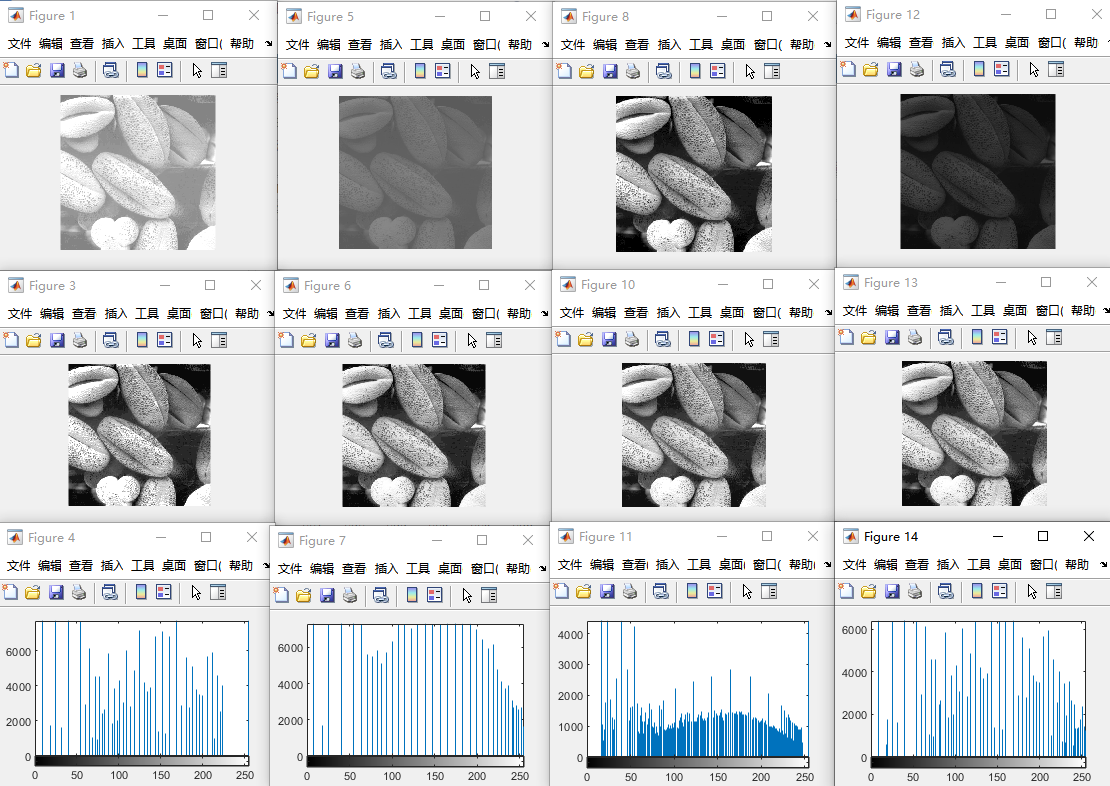 Figure 1
文件 编辑 查看 插入 工具 桌面 窗口( 帮助
Figure 5
文件 编辑 查看 插入 工具 桌面 窗口( 帮助
Figure 8
文件 编辑 查看 插入 工具 桌面 窗口( 帮助
Figure 12
文件 编辑 查看 插入 工具 桌面 窗口( 帮助
Figure 3
文件 编辑 查看 插入 工具 桌面 窗口( 帮助
Figure 6
文件 编辑 查看 插入 工具 桌面 窗口( 帮助
Figure 10
文件 编辑 查看 插入 工具 桌面 窗口( 帮助
Figure 13
文件 编辑 查看 插入 工具 桌面 窗口( 帮助
Figure 4
文件 编辑 查看 插入 工具 桌面 窗口( 帮助
6000
4000
2000
0
0 50 100 150 200 250
Figure 7
文件 编辑 查看 插入 工具 桌面 窗口( 帮助
6000
4000
2000
0
0 50 100 150 200 250
Figure 11
文件 编辑 查看 插入 工具 桌面( 窗口( 帮助(
4000
3000
2000
1000
0
0 50 100 150 200 250
Figure 14
文件 编辑 查看 插入 工具 桌面 窗口( 帮助
6000
4000
2000
0
0 50 100 150 200 250